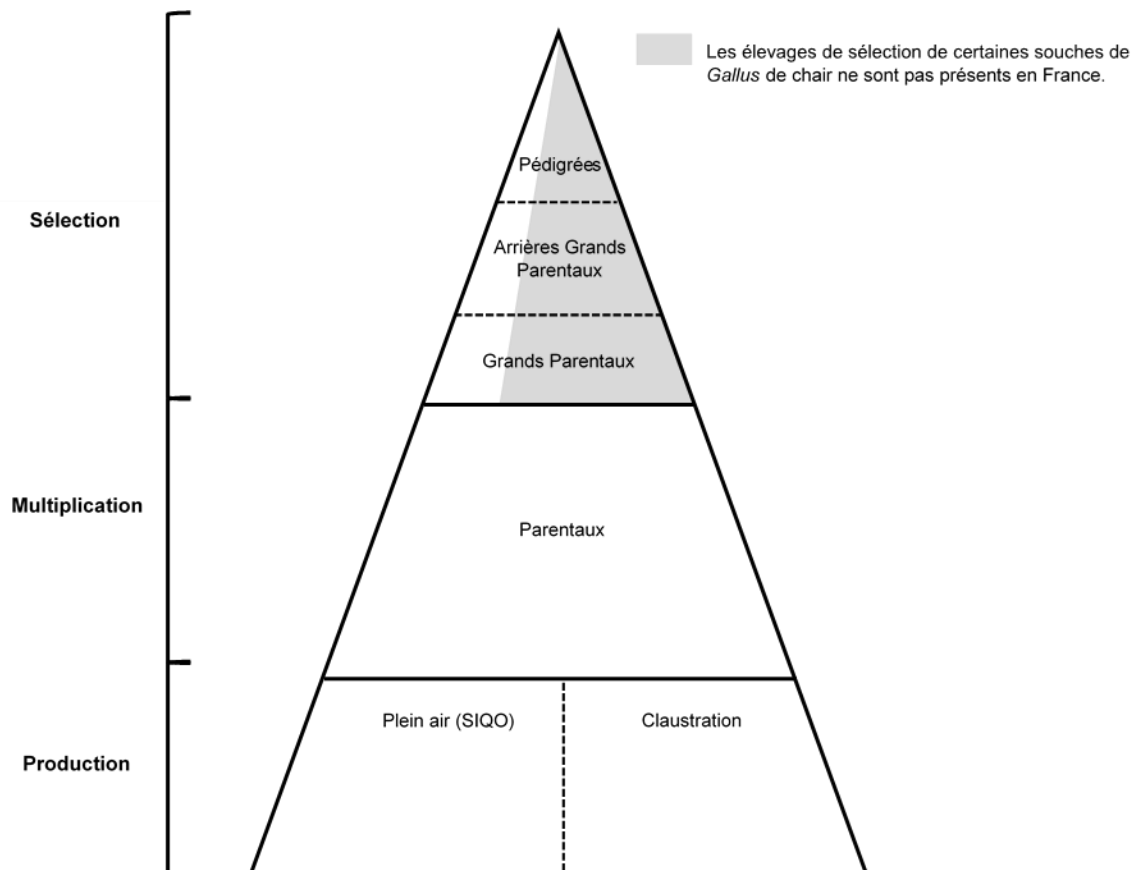 Les élevages de sélection de certaines souches de
Gallus de chair ne sont pas présents en France.
Pédigrées
Sélection
Arrières Grands
Parentaux
Grands Parentaux
Multiplication
Parentaux
Plein air (SIQO)
Claustration
Production